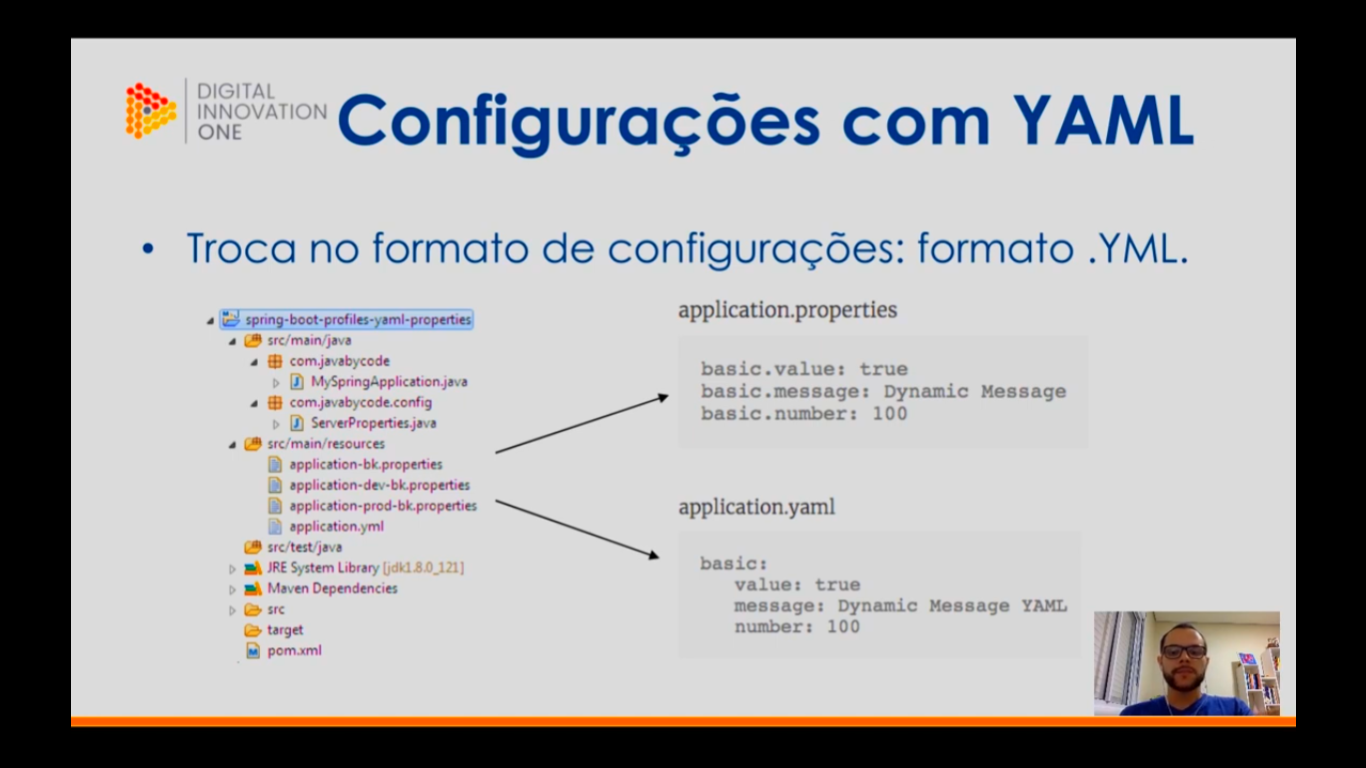 DIGITAL
INNOVATION
ONE
Configurações com YAML
• Troca no formato de configurações: formato .YML.
spring-boot-profiles-yaml-properties
src/main/java
com.javabycode
MySpringApplication.java
com.javabycode.config
ServerProperties.java
src/main/resources
application-bk.properties
application-dev-bk.properties
application-prod-bk.properties
application.yml
src/test/java
JRE System Library [jdk1.8.0_121]
Maven Dependencies
src
target
pom.xml
application.properties
basic.value: true
basic.message: Dynamic Message
basic.number: 100
application.yaml
basic:
value: true
message: Dynamic Message YAML
number: 100